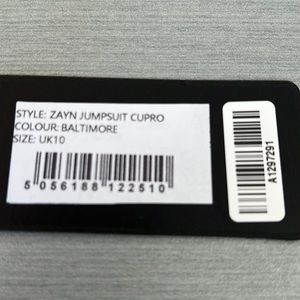 STYLE: ZAYN JUMPSUIT CUPRO
COLOUR: BALTIMORE
SIZE: UK10
5 056188 122510
A1297291